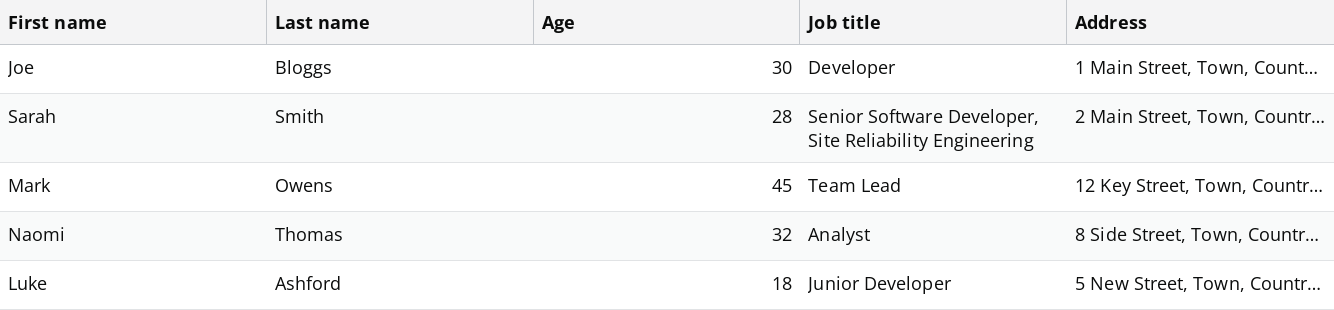 First name Last name Age Job title Address
Joe Bloggs 30 Developer 1 Main Street, Town, Count...
Sarah Smith 28 Senior Software Developer, 2 Main Street, Town, Countr...
Site Reliability Engineering
Mark Owens 45 Team Lead 12 Key Street, Town, Countr...
Naomi Thomas 32 Analyst 8 Side Street, Town, Countr...
Luke Ashford 18 Junior Developer 5 New Street, Town, Countr...